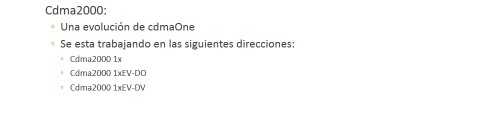 Cdma2000:
Una evolución de cdmaOne
Se esta trabajando en las siguientes direcciones:
Cdma2000 1x
Cdma2000 1xEV-DO
Cdma2000 1xEV-DV